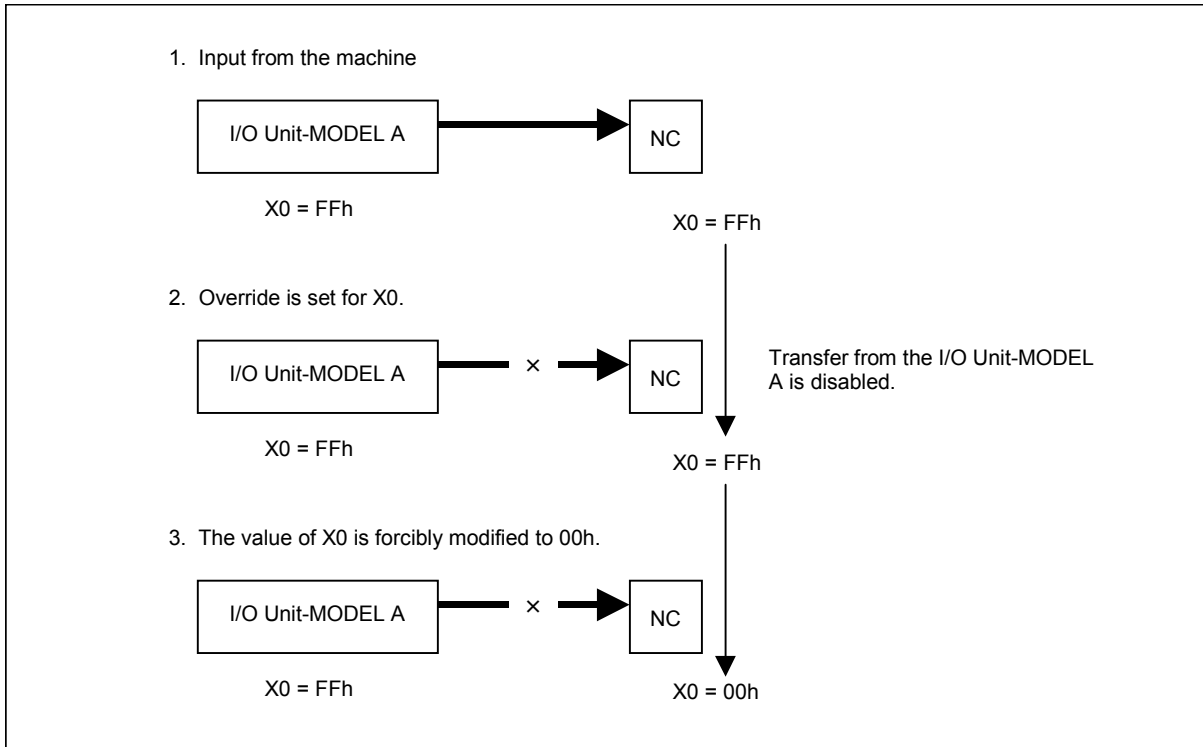 1. Input from the machine
I/O Unit-MODEL A
NC
X0 = FFh
X0 = FFh
2. Override is set for X0.
I/O Unit-MODEL A
×
NC
Transfer from the I/O Unit-MODEL
A is disabled.
X0 = FFh
X0 = FFh
3. The value of X0 is forcibly modified to 00h.
I/O Unit-MODEL A
×
NC
X0 = FFh
X0 = 00h